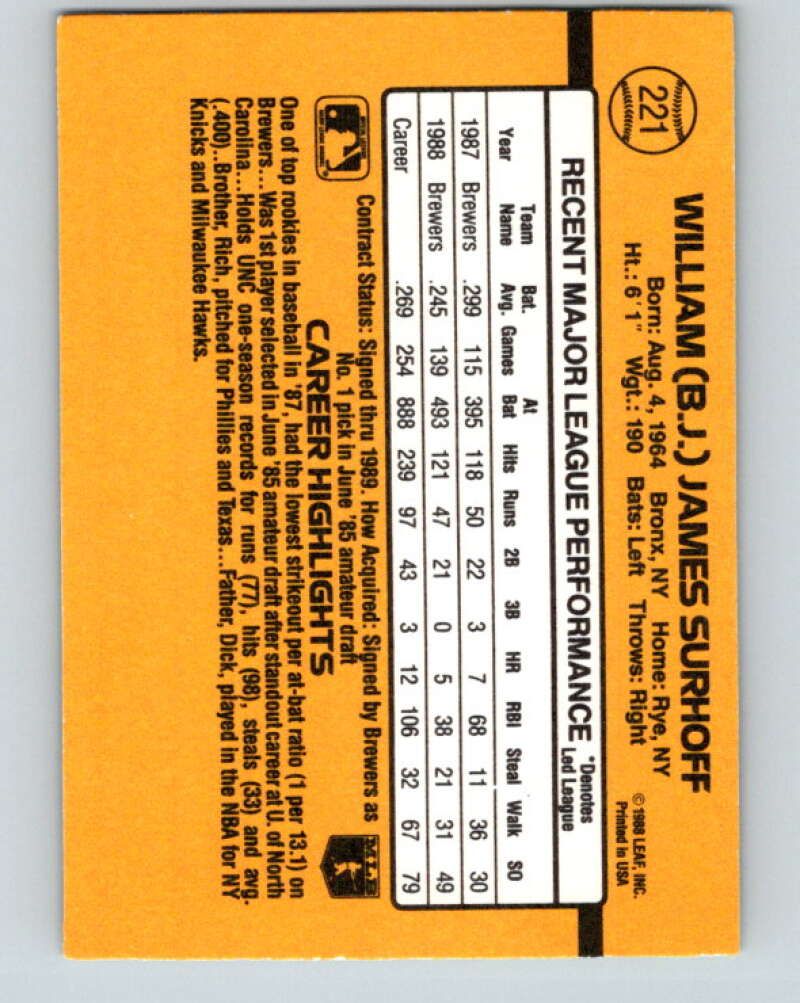 221
WILLIAM (B.J.) JAMES SURHOFF
Born: Aug. 4, 1964 Bronx, NY Home: Rye, NY
Ht.: 6'1" Wgt.: 190 Bats: Left Throws: Right
© 1988 LEAF, INC.
Printed in USA
RECENT MAJOR LEAGUE PERFORMANCE
*Denotes
Led League
Year Team Name Bat. Avg. Games At Bat Hits Runs 2B 3B HR RBI Steal Walk SO
1987 Brewers .299 115 395 118 50 22 3 7 68 11 36 30
1988 Brewers .245 139 493 121 47 21 0 5 38 21 31 49
Career .269 254 888 239 97 43 3 12 106 32 67 79
Contract Status: Signed thru 1989. How Acquired: Signed by Brewers as
No. 1 pick in June '85 amateur draft
MLB
CAREER HIGHLIGHTS
One of top rookies in baseball in '87, had the lowest strikeout per at-bat ratio (1 per 13.1) on
Brewers...Was 1st player selected in June '85 amateur draft after standout career at U. of North
Carolina...Holds UNC one-season records for runs (77), hits (98), steals (33) and avg.
(.400)..Brother, Rich, pitched for Phillies and Texas...Father, Dick, played in the NBA for NY
Knicks and Milwaukee Hawks.